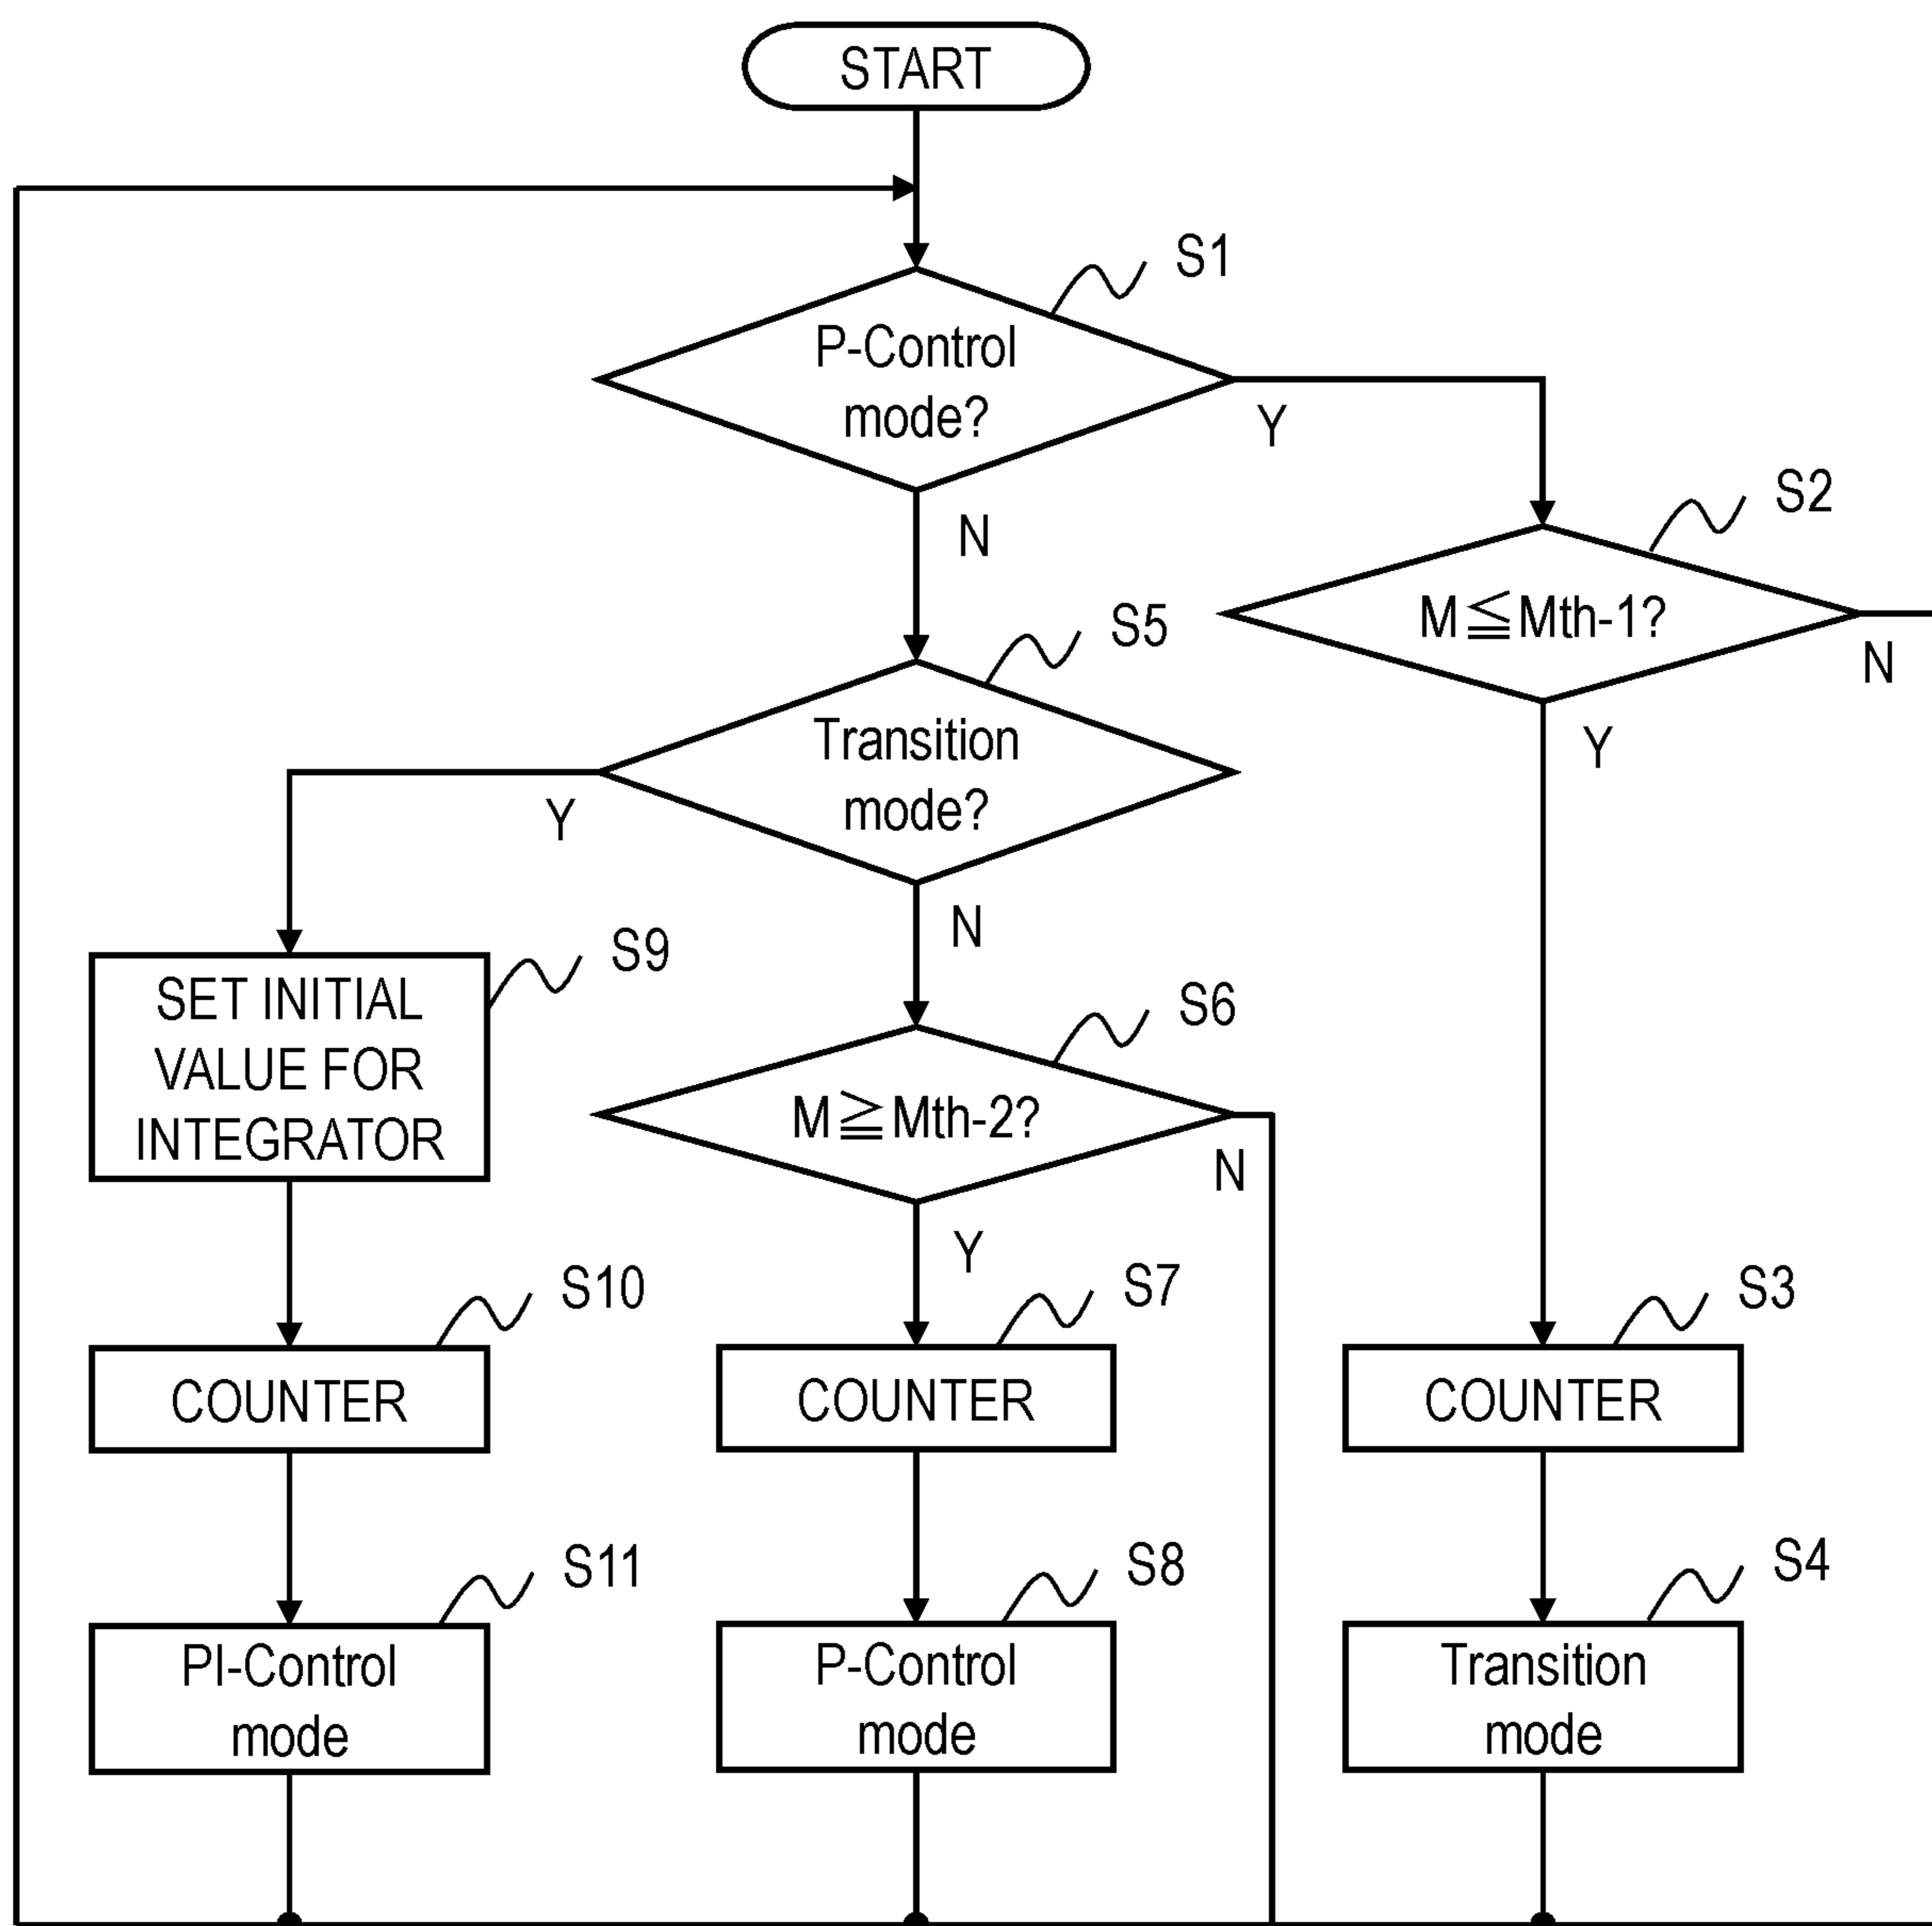 START
S1
P-Control
mode?
Y
N
S2
M≦Mth-1?
N
Y
S5
Transition
mode?
Y
N
S9
SET INITIAL
VALUE FOR
INTEGRATOR
S6
M≧Mth-2?
N
Y
S10
COUNTER
S7
COUNTER
S3
COUNTER
S11
PI-Control
mode
S8
P-Control
mode
S4
Transition
mode